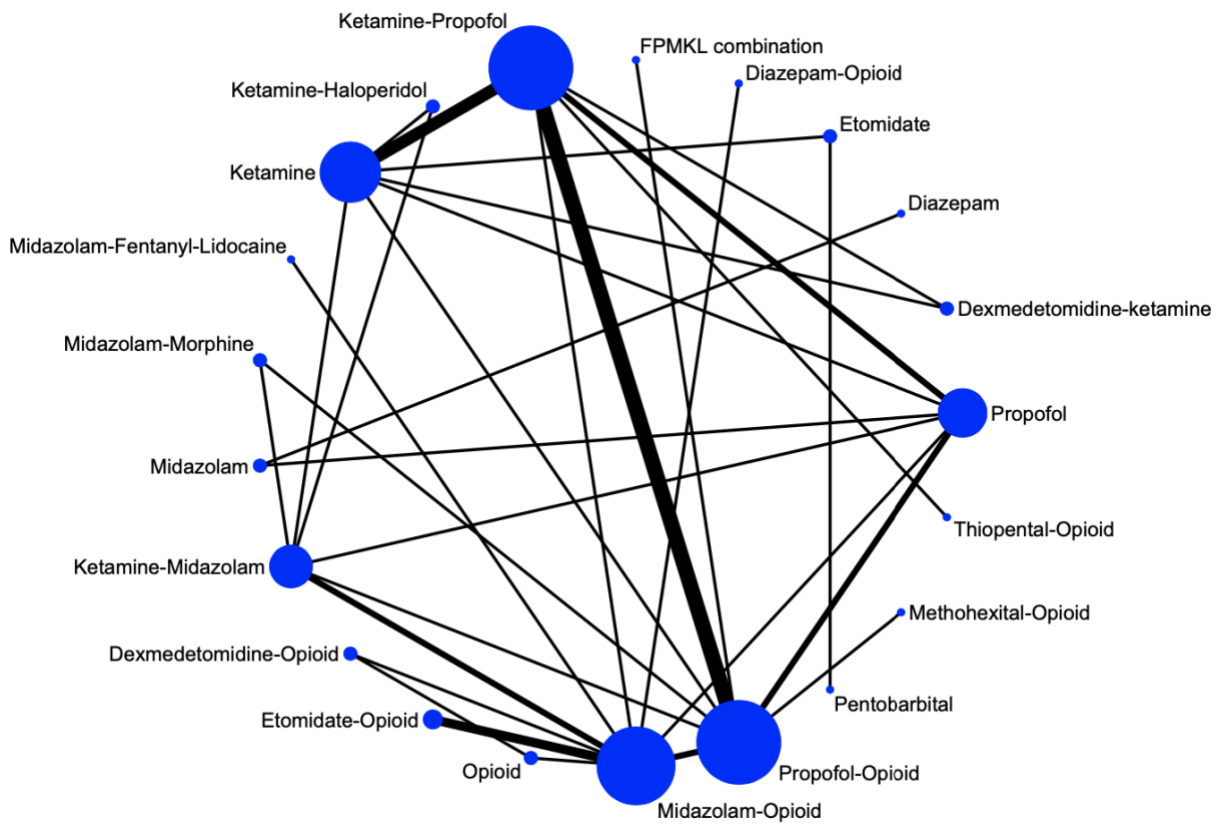 Ketamine-Propofol
FPMKL combination
Diazepam-Opioid
Ketamine-Haloperidol
Etomidate
Ketamine
Diazepam
Midazolam-Fentanyl-Lidocaine
Dexmedetomidine-ketamine
Midazolam-Morphine
Propofol
Midazolam
Thiopental-Opioid
Ketamine-Midazolam
Methohexital-Opioid
Dexmedetomidine-Opioid
Pentobarbital
Etomidate-Opioid
Opioid
Propofol-Opioid
Midazolam-Opioid